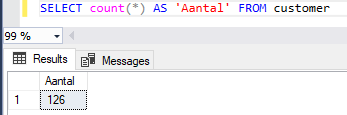 SELECT count(*) AS 'Aantal' FROM customer
99 %
Results Messages
Aantal
1 126